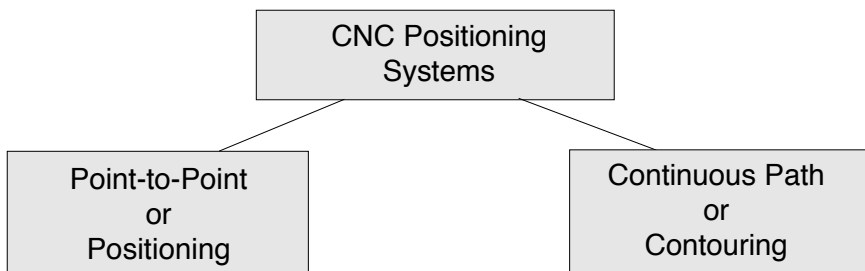 CNC Positioning
Systems
Point-to-Point
or
Positioning
Continuous Path
or
Contouring